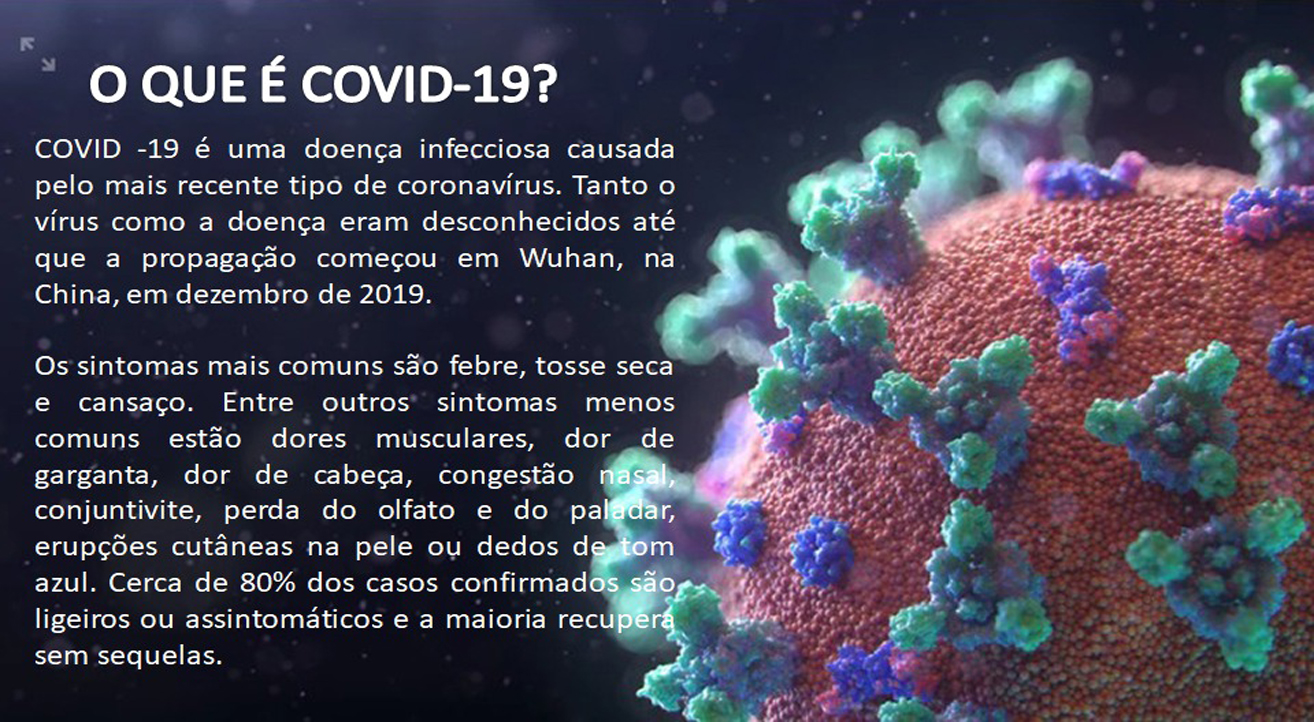 O QUE É COVID-19?
COVID -19 é uma doença infecciosa causada
pelo mais recente tipo de coronavírus. Tanto o
vírus como a doença eram desconhecidos até
que a propagação começou em Wuhan, na
China, em dezembro de 2019.
Os sintomas mais comuns são febre, tosse seca
e cansaço. Entre outros sintomas menos
comuns estão dores musculares, dor de
garganta, dor de cabeça, congestão nasal,
conjuntivite, perda do olfato e do paladar,
erupções cutâneas na pele ou dedos de tom
azul. Cerca de 80% dos casos confirmados são
ligeiros ou assintomáticos e a maioria recupera
sem sequelas.